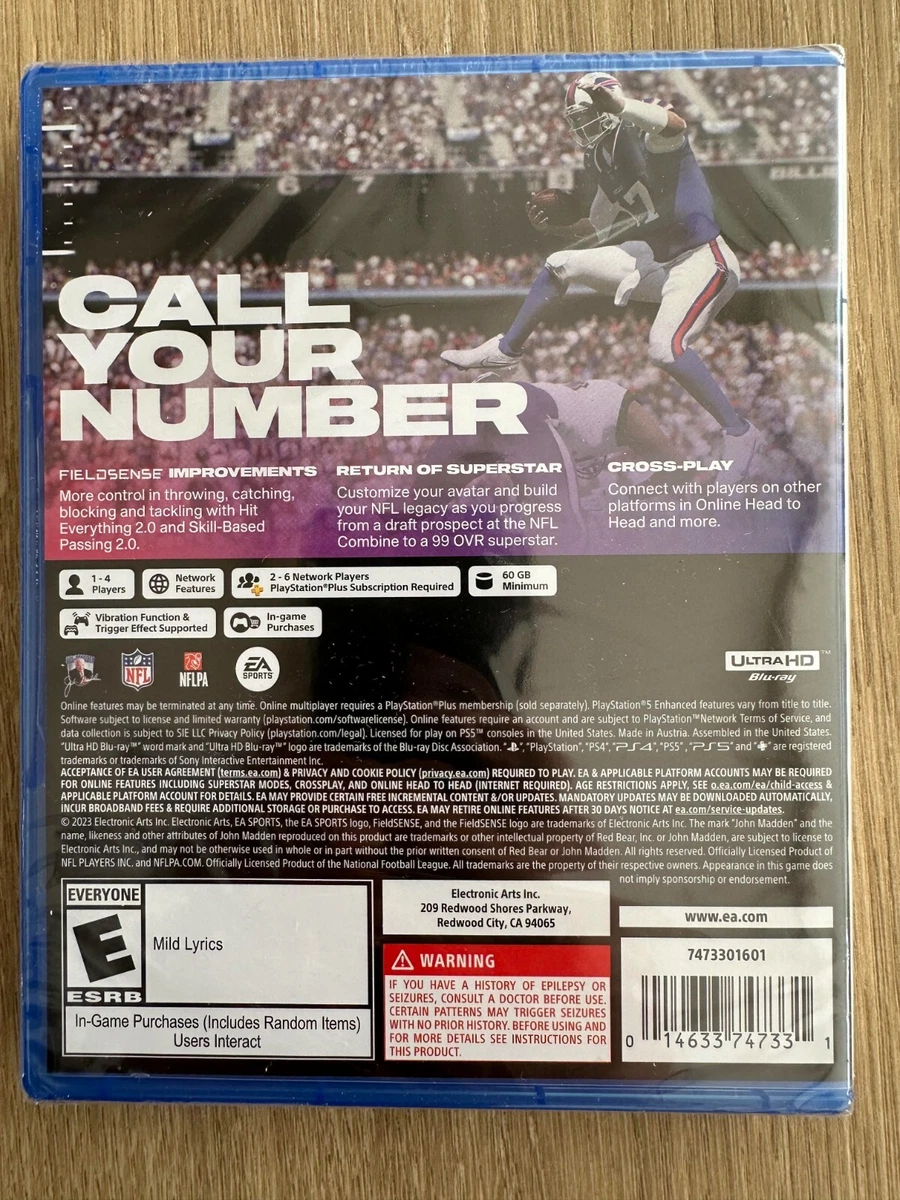 6 7 8
BILLS
17
CALL
YOUR
NUMBER
FIELDSENSE IMPROVEMENTS
More control in throwing, catching,
blocking and tackling with Hit
Everything 2.0 and Skill-Based
Passing 2.0.
RETURN OF SUPERSTAR
Customize your avatar and build
your NFL legacy as you progress
from a draft prospect at the NFL
Combine to a 99 OVR superstar.
CROSS-PLAY
Connect with players on other
platforms in Online Head to
Head and more.
1 - 4
Players
Network
Features
2 - 6 Network Players
PlayStation®Plus Subscription Required
60 GB
Minimum
Vibration Function &
Trigger Effect Supported
In-game
Purchases
NFL
NFLPA
EA
SPORTS
ULTRA HD™
Blu-ray
Online features may be terminated at any time. Online multiplayer requires a PlayStation®Plus membership (sold separately). PlayStation®5 Enhanced features vary from title to title.
Software subject to license and limited warranty (playstation.com/softwarelicense). Online features require an account and are subject to PlayStation™Network Terms of Service, and
data collection is subject to SIE LLC Privacy Policy (playstation.com/legal). Licensed for play on PS5™ consoles in the United States. Made in Austria. Assembled in the United States.
"Ultra HD Blu-ray™" word mark and "Ultra HD Blu-ray™" logo are trademarks of the Blu-ray Disc Association. "PlayStation", "PS4", "PS4", "PS5", "PS5" and " " are registered
trademarks or trademarks of Sony Interactive Entertainment Inc.
ACCEPTANCE OF EA USER AGREEMENT (terms.ea.com) & PRIVACY AND COOKIE POLICY (privacy.ea.com) REQUIRED TO PLAY. EA & APPLICABLE PLATFORM ACCOUNTS MAY BE REQUIRED
FOR ONLINE FEATURES INCLUDING SUPERSTAR MODES, CROSSPLAY, AND ONLINE HEAD TO HEAD (INTERNET REQUIRED). AGE RESTRICTIONS APPLY, SEE o.ea.com/ea/child-access &
APPLICABLE PLATFORM ACCOUNT FOR DETAILS. EA MAY PROVIDE CERTAIN FREE INCREMENTAL CONTENT &/OR UPDATES. MANDATORY UPDATES MAY BE DOWNLOADED AUTOMATICALLY,
INCUR BROADBAND FEES & REQUIRE ADDITIONAL STORAGE OR PURCHASE TO ACCESS. EA MAY RETIRE ONLINE FEATURES AFTER 30 DAYS NOTICE AT ea.com/service-updates.
© 2023 Electronic Arts Inc. Electronic Arts, EA SPORTS, the EA SPORTS logo, FieldSENSE, and the FieldSENSE logo are trademarks of Electronic Arts Inc. The mark "John Madden" and the
name, likeness and other attributes of John Madden reproduced on this product are trademarks or other intellectual property of Red Bear, Inc. or John Madden, are subject to license to
Electronic Arts Inc., and may not be otherwise used in whole or in part without the prior written consent of Red Bear or John Madden. All rights reserved. Officially Licensed Product of
NFL PLAYERS INC. and NFLPA.COM. Officially Licensed Product of the National Football League. All trademarks are the property of their respective owners. Appearance in this game does
not imply sponsorship or endorsement.
EVERYONE
E
ESRB
Mild Lyrics
In-Game Purchases (Includes Random Items)
Users Interact
Electronic Arts Inc.
209 Redwood Shores Parkway,
Redwood City, CA 94065
WARNING
IF YOU HAVE A HISTORY OF EPILEPSY OR
SEIZURES, CONSULT A DOCTOR BEFORE USE.
CERTAIN PATTERNS MAY TRIGGER SEIZURES
WITH NO PRIOR HISTORY. BEFORE USING AND
FOR MORE DETAILS SEE INSTRUCTIONS FOR
THIS PRODUCT.
www.ea.com
7473301601
0 14633 74733 1